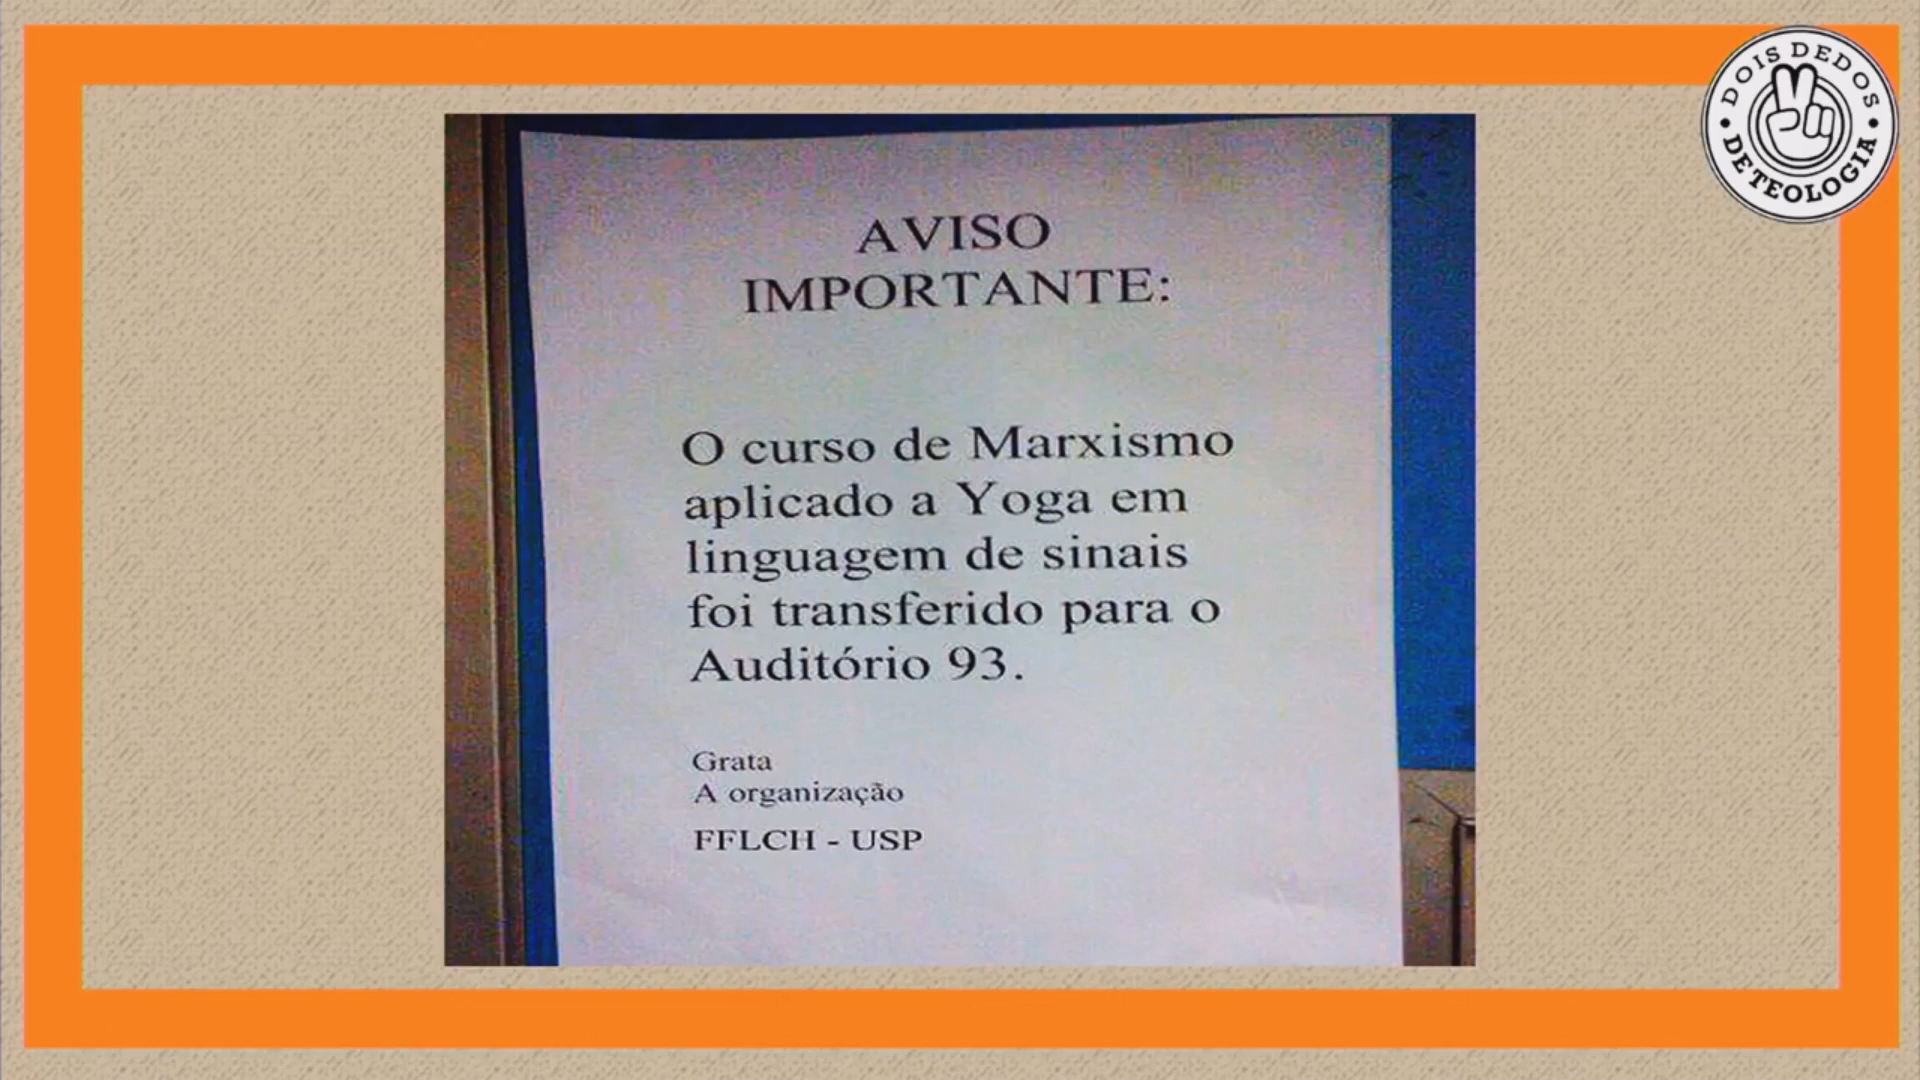 DOIS DEDOS
DE TEOLOGIA
AVISO
IMPORTANTE:
O curso de Marxismo
aplicado a Yoga em
linguagem de sinais
foi transferido para o
Auditório 93.
Grata
A organização
FFLCH - USP